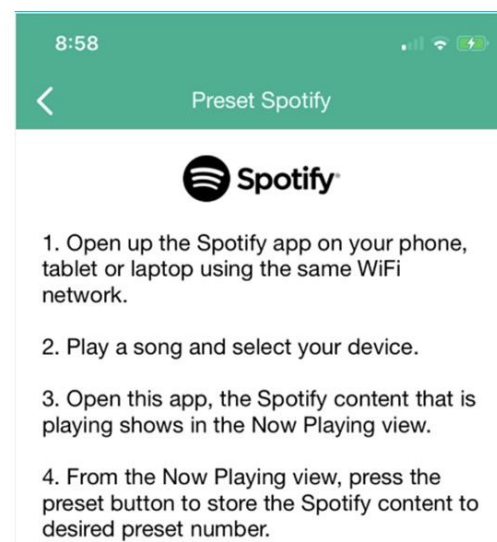 8:58
Preset Spotify
Spotify
1. Open up the Spotify app on your phone,
tablet or laptop using the same WiFi
network.
2. Play a song and select your device.
3. Open this app, the Spotify content that is
playing shows in the Now Playing view.
4. From the Now Playing view, press the
preset button to store the Spotify content to
desired preset number.